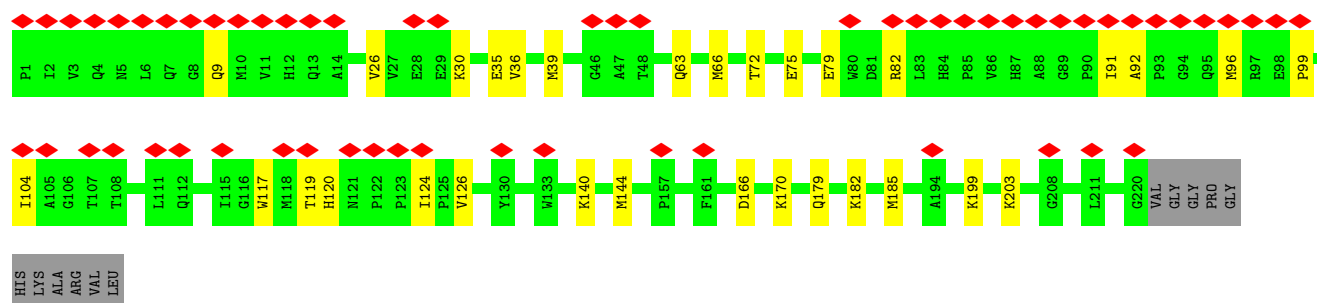 P1 I2 V3 Q4 N5 L6 Q7 G8 Q9 M10 V11 H12 Q13 A14 V26 V27 E28 E29 K30 E35 V36 M39 G46 A47 T48 Q63 M66 T72 E75 E79 W80 D81 R82 L83 H84 P85 V86 H87 A88 G89 P90 I91 A92 P93 G94 Q95 M96 R97 E98 P99
I104 A105 G106 T107 T108 L111 Q112 I115 G116 W117 M118 T119 H120 N121 P122 P123 I124 P125 V126 Y130 W133 K140 M144 P157 F161 D166 K170 Q179 K182 M185 A194 K199 K203 G208 L211 G220 VAL GLY GLY PRO GLY
HIS LYS ALA ARG VAL LEU